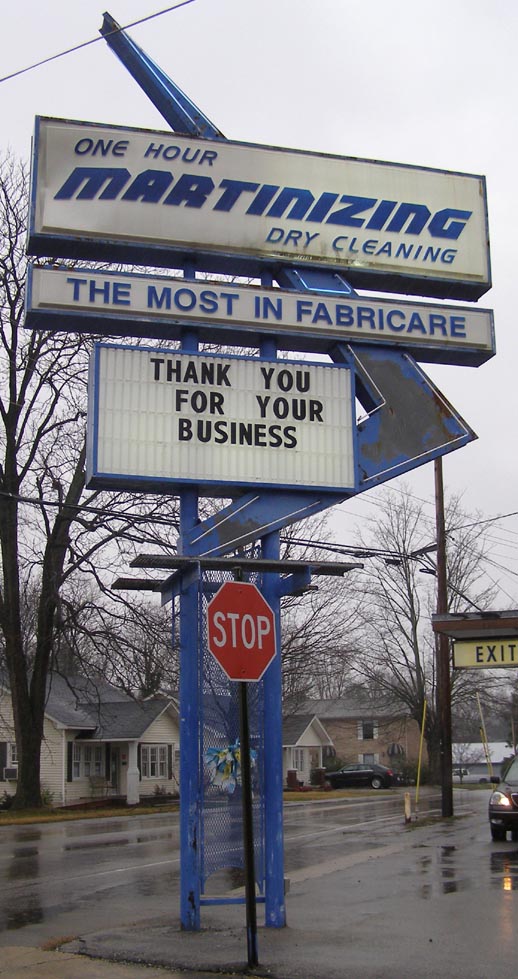 ONE HOUR
MARTINIZING
DRY CLEANING
THE MOST IN FABRICARE
THANK YOU
FOR YOUR
BUSINESS
STOP
EXIT